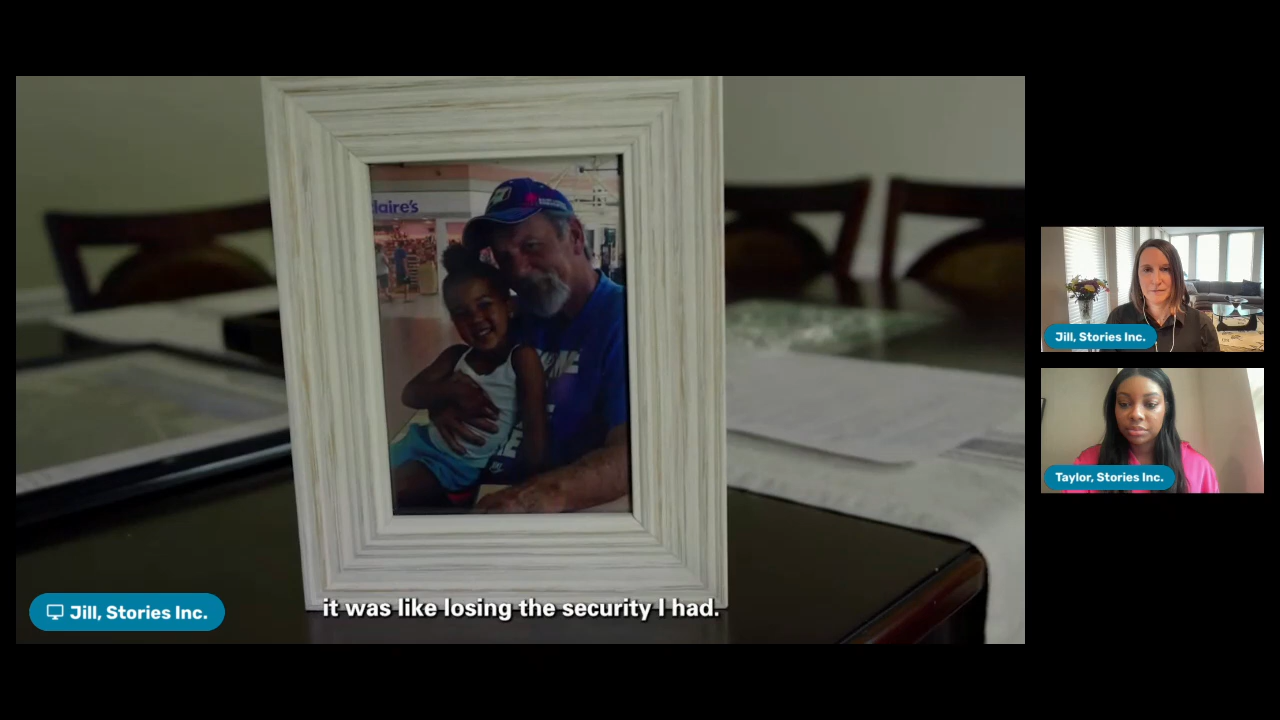 laire's
it was like losing the security I had.
Jill, Stories Inc.
Jill, Stories Inc.
Taylor, Stories Inc.